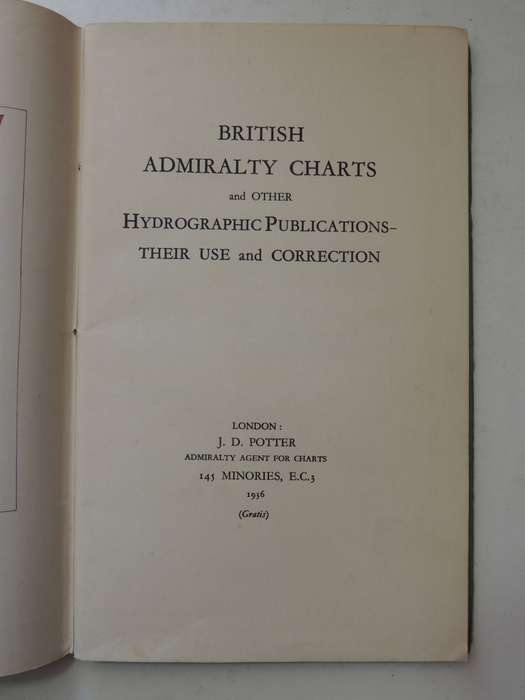 BRITISH
ADMIRALTY CHARTS
and OTHER
HYDROGRAPHIC PUBLICATIONS–
THEIR USE and CORRECTION
LONDON :
J. D. POTTER
ADMIRALTY AGENT FOR CHARTS
145 MINORIES, E.C.3
1936
(Gratis)